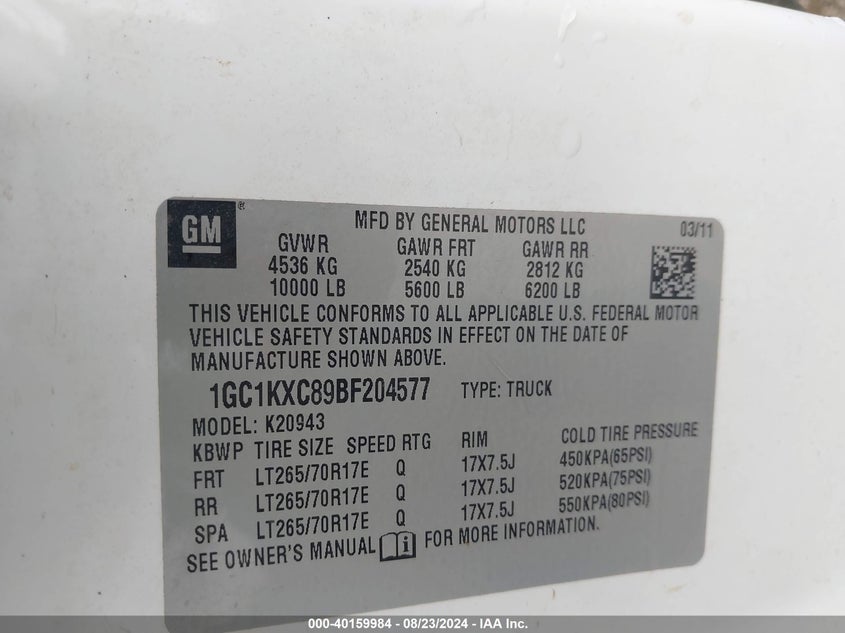 GM®
MFD BY GENERAL MOTORS LLC 03/11
GVWR GAWR FRT GAWR RR
4536 KG 2540 KG 2812 KG
10000 LB 5600 LB 6200 LB
THIS VEHICLE CONFORMS TO ALL APPLICABLE U.S. FEDERAL MOTOR
VEHICLE SAFETY STANDARDS IN EFFECT ON THE DATE OF
MANUFACTURE SHOWN ABOVE.
1GC1KXC89BF204577 TYPE: TRUCK
MODEL: K20943
KBWP TIRE SIZE SPEED RTG RIM COLD TIRE PRESSURE
FRT LT265/70R17E Q 17X7.5J 450KPA(65PSI)
RR LT265/70R17E Q 17X7.5J 520KPA(75PSI)
SPA LT265/70R17E Q 17X7.5J 550KPA(80PSI)
SEE OWNER'S MANUAL i FOR MORE INFORMATION.
000-40159984 - 08/23/2024 - IAA Inc.